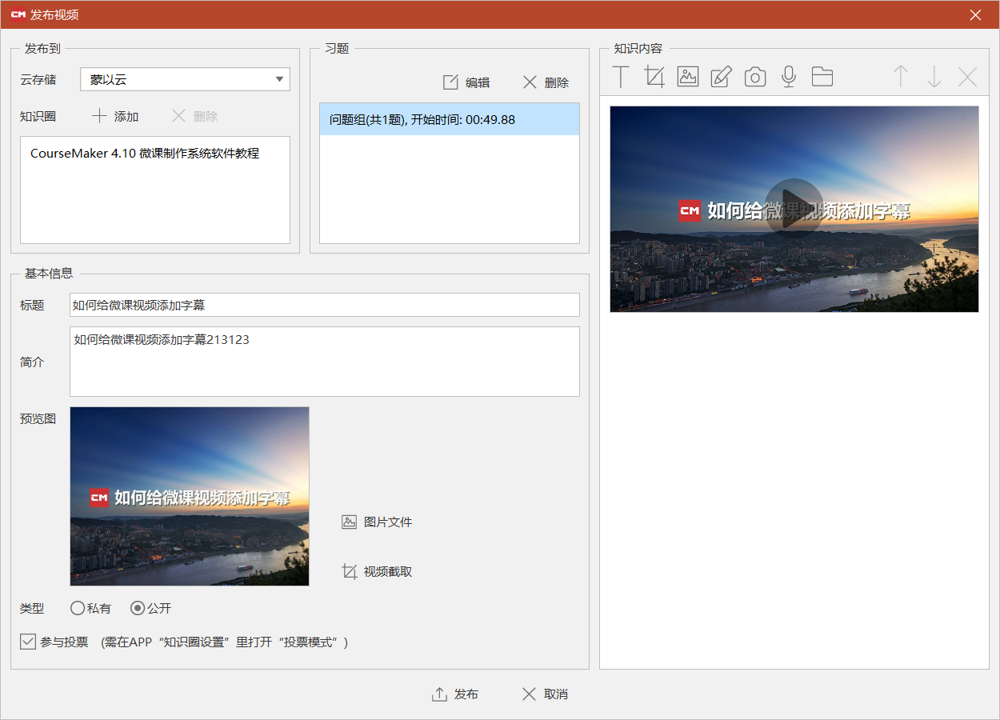 CM 发布视频
发布到
云存储 蒙以云
知识圈 添加 删除
CourseMaker 4.10 微课制作系统软件教程
习题
编辑 删除
问题组(共1题), 开始时间: 00:49.88
基本信息
标题 如何给微课视频添加字幕
简介 如何给微课视频添加字幕213123
预览图
CM 如何给微课视频添加字幕
图片文件
视频截取
类型 私有 公开
参与投票 (需在APP“知识圈设置”里打开“投票模式”)
知识内容
CM 如何给微课视频添加字幕
发布 取消